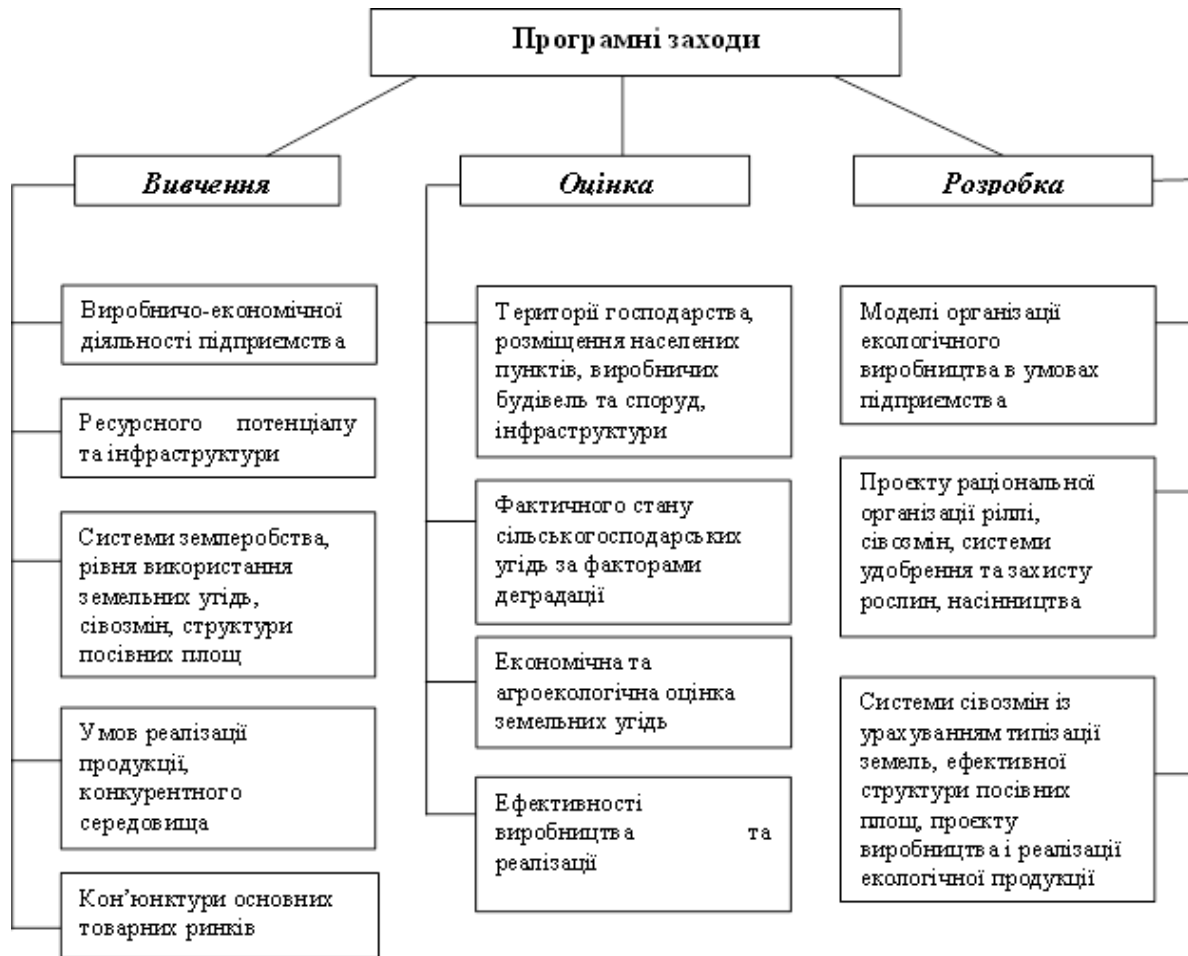 Програмні заходи
Вивчення
Виробничо-економічної
діяльності підприємства
Ресурсного потенціалу
та інфраструктури
Системи землеробства,
рівня використання
земельних угідь,
сівозмін, структури
посівних площ
Умов реалізації
продукції,
конкурентного
середовища
Кон’юнктури основних
товарних ринків
Оцінка
Території господарства,
розміщення населених
пунктів, виробничих
будівель та споруд,
інфраструктури
Фактичного стану
сільськогосподарських
угідь за факторами
деградації
Економічна та
агроекологічна оцінка
земельних угідь
Ефективності
виробництва та
реалізації
Розробка
Моделі організації
екологічного
виробництва в умовах
підприємства
Проєкту раціональної
організації ріллі,
сівозмін, системи
удобрення та захисту
рослин, насінництва
Системи сівозмін із
урахуванням типізації
земель, ефективної
структури посівних
площ, проєкту
виробництва і реалізації
екологічної продукції